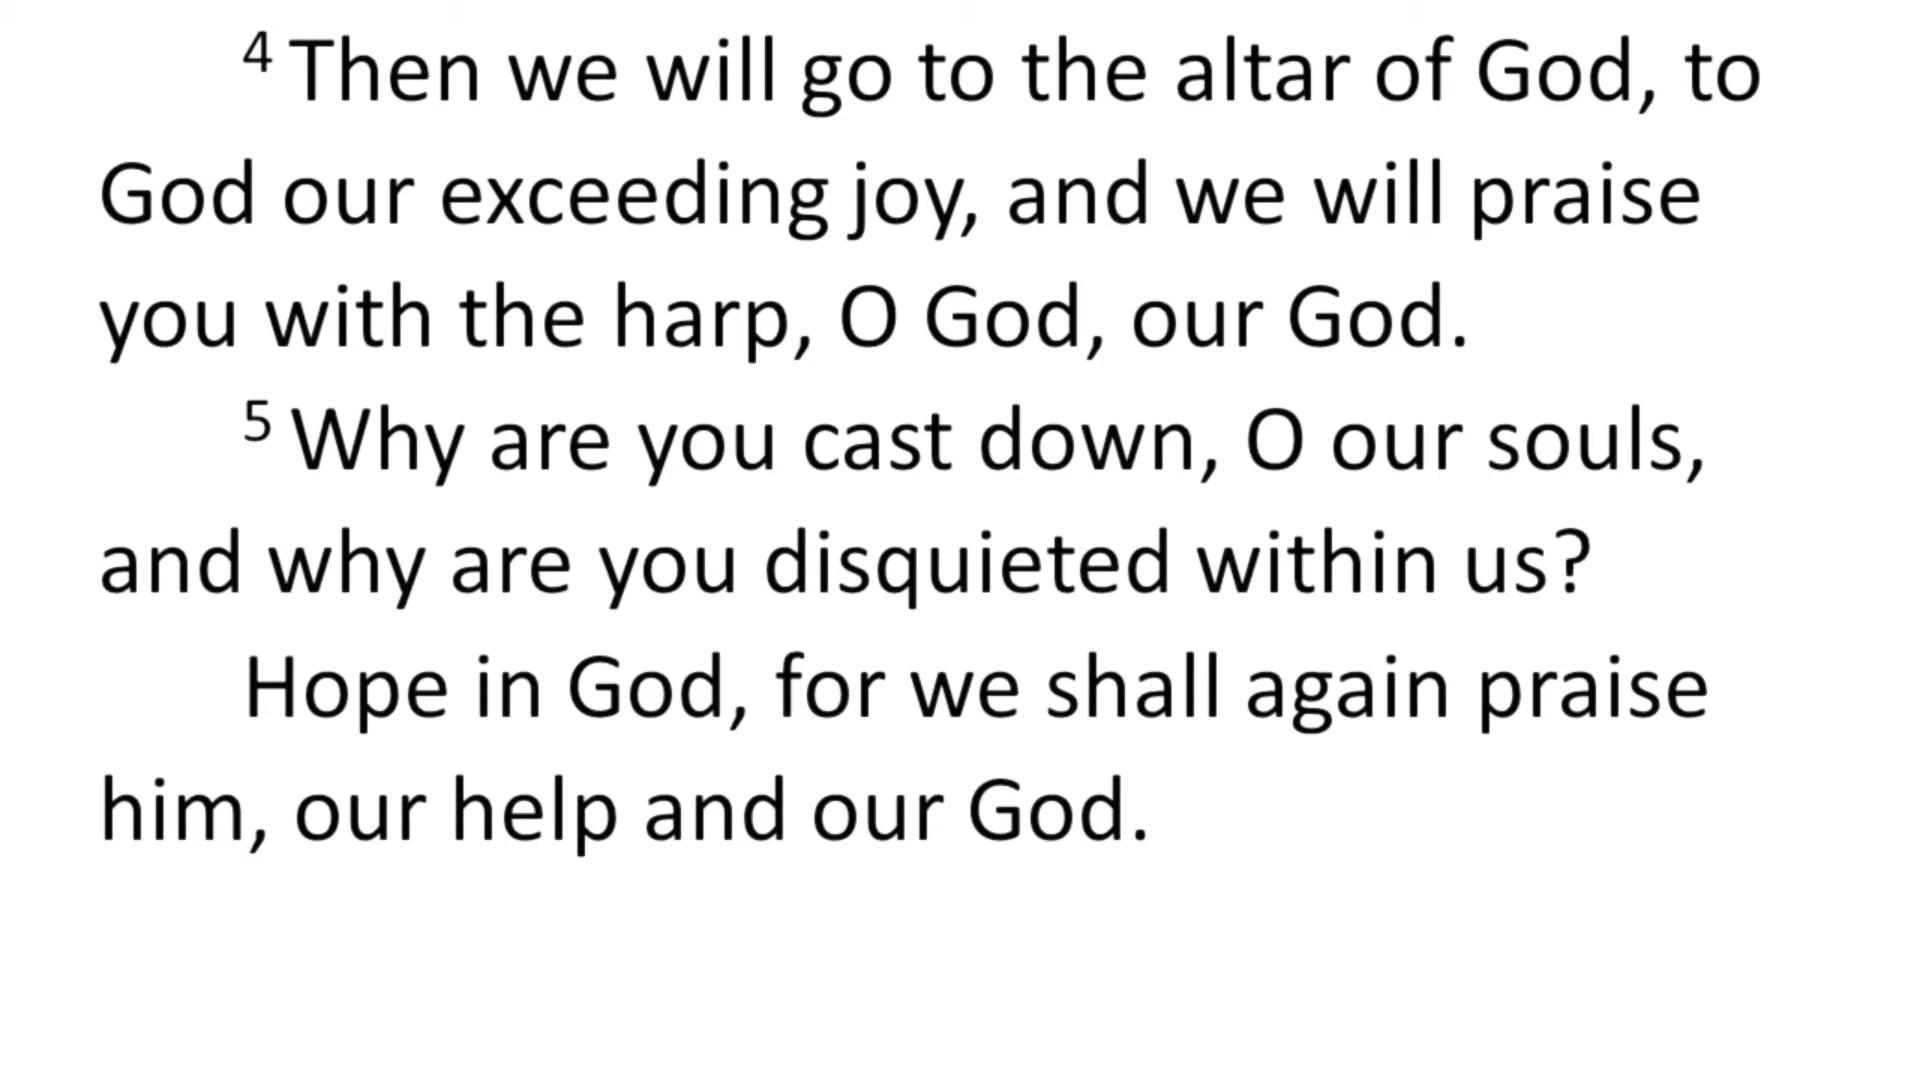 4 Then we will go to the altar of God, to
God our exceeding joy, and we will praise
you with the harp, O God, our God.
5 Why are you cast down, O our souls,
and why are you disquieted within us?
Hope in God, for we shall again praise
him, our help and our God.